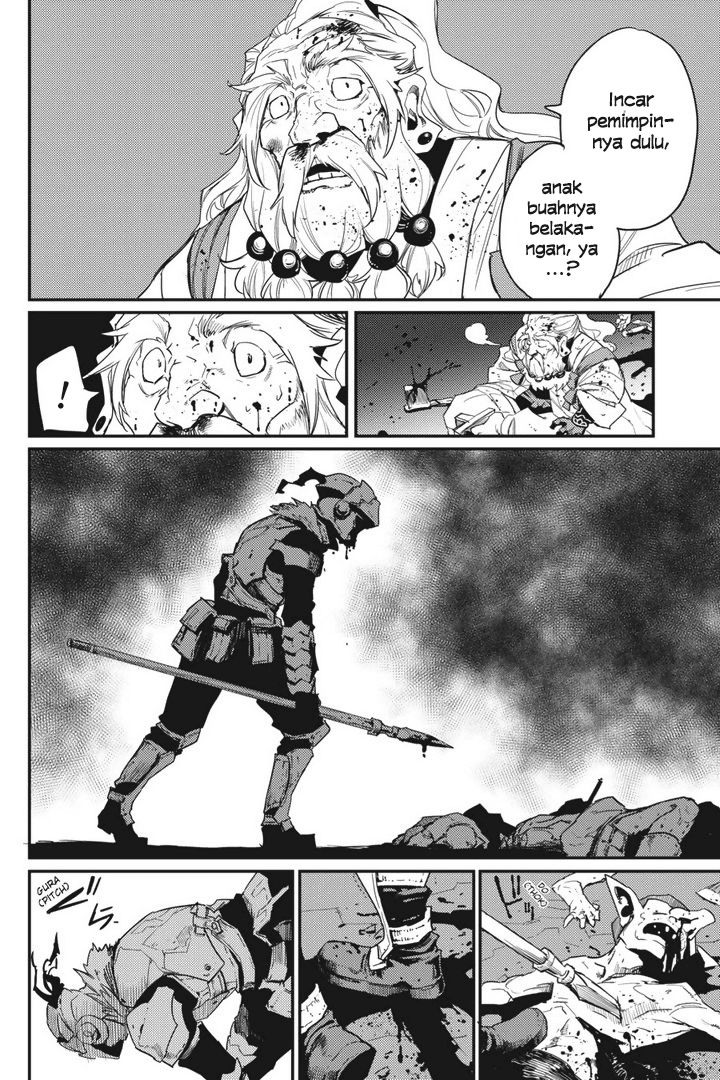 Incar
pemimpin-
nya dulu,
anak
buahnya
belaka-
ngan, ya
...?
!
DO
(THUD)
GURA
(PITCH)